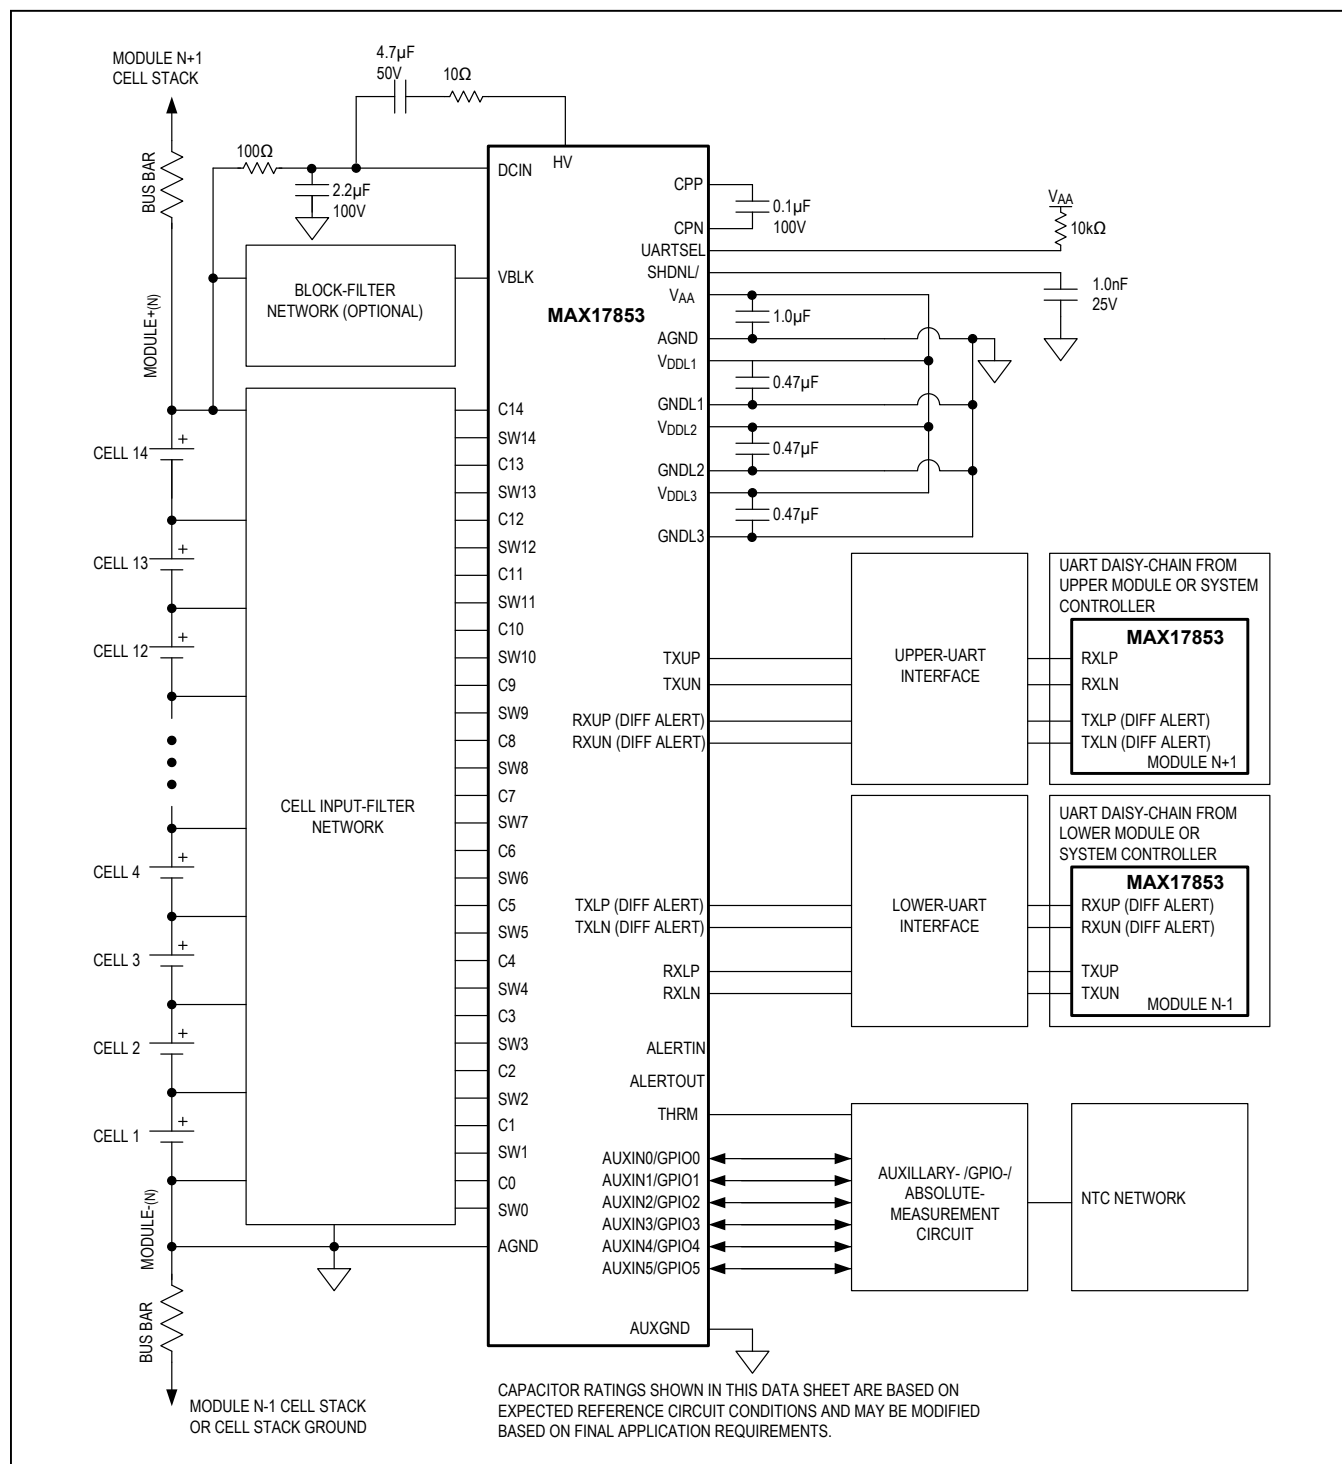 MODULE N+1
CELL STACK
BUS BAR
MODULE+(N)
100Ω
2.2µF
100V
4.7µF
50V
10Ω
BLOCK-FILTER
NETWORK (OPTIONAL)
CELL INPUT-FILTER
NETWORK
CELL 14
+
CELL 13
+
CELL 12
+
CELL 4
+
CELL 3
+
CELL 2
+
CELL 1
+
MODULE-(N)
BUS BAR
MODULE N-1 CELL STACK
OR CELL STACK GROUND
MAX17853
HV
DCIN
VBLK
C14
SW14
C13
SW13
C12
SW12
C11
SW11
C10
SW10
C9
SW9
C8
SW8
C7
SW7
C6
SW6
C5
SW5
C4
SW4
C3
SW3
C2
SW2
C1
SW1
C0
SW0
AGND
CPP
CPN
UARTSEL
SHDNL/
VAA
AGND
VDDL1
GNDL1
VDDL2
GNDL2
VDDL3
GNDL3
TXUP
TXUN
RXUP (DIFF ALERT)
RXUN (DIFF ALERT)
TXLP (DIFF ALERT)
TXLN (DIFF ALERT)
RXLP
RXLN
ALERTIN
ALERTOUT
THRM
AUXIN0/GPIO0
AUXIN1/GPIO1
AUXIN2/GPIO2
AUXIN3/GPIO3
AUXIN4/GPIO4
AUXIN5/GPIO5
AUXGND
0.1µF
100V
VAA
10kΩ
1.0nF
25V
1.0µF
0.47µF
0.47µF
0.47µF
UPPER-UART
INTERFACE
UART DAISY-CHAIN FROM
UPPER MODULE OR SYSTEM
CONTROLLER
MAX17853
RXLP
RXLN
TXLP (DIFF ALERT)
TXLN (DIFF ALERT)
MODULE N+1
LOWER-UART
INTERFACE
UART DAISY-CHAIN FROM
LOWER MODULE OR
SYSTEM CONTROLLER
MAX17853
RXUP (DIFF ALERT)
RXUN (DIFF ALERT)
TXUP
TXUN
MODULE N-1
AUXILLARY- /GPIO-/
ABSOLUTE-
MEASUREMENT
CIRCUIT
NTC NETWORK
CAPACITOR RATINGS SHOWN IN THIS DATA SHEET ARE BASED ON
EXPECTED REFERENCE CIRCUIT CONDITIONS AND MAY BE MODIFIED
BASED ON FINAL APPLICATION REQUIREMENTS.